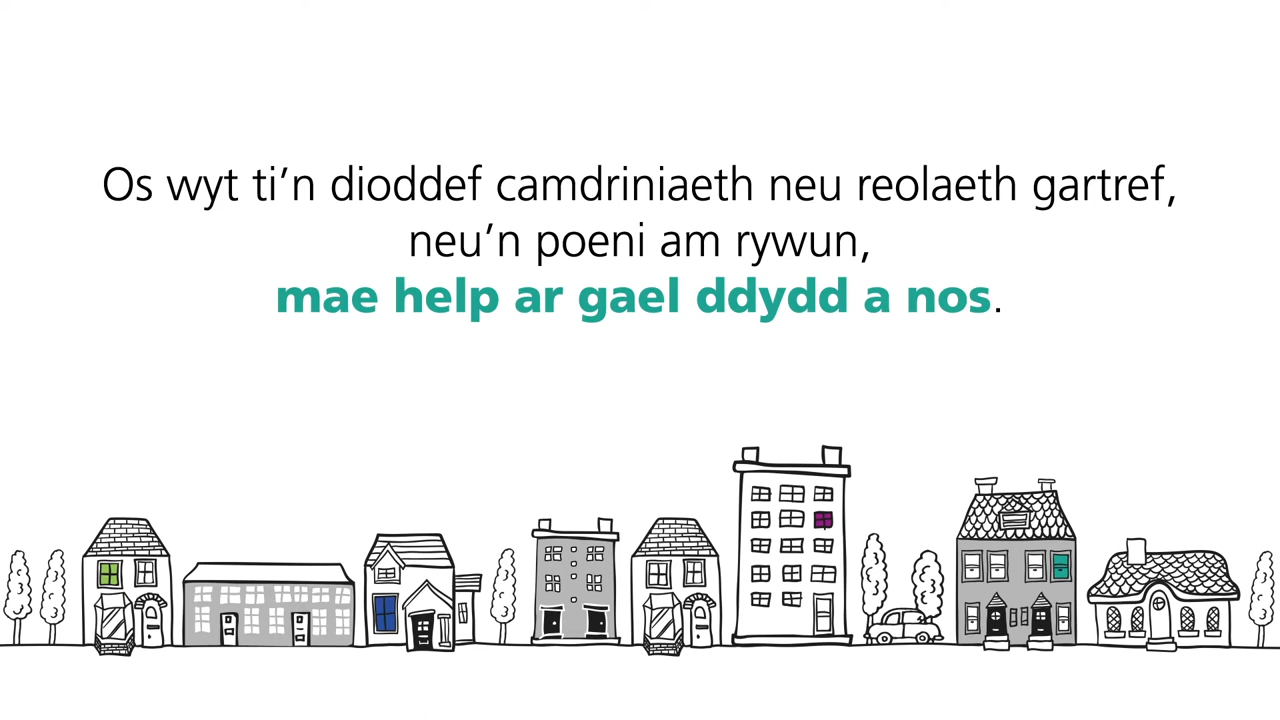 Os wyt ti’n dioddef camdriniaeth neu reolaeth gartref,
neu’n poeni am rywun,
mae help ar gael ddydd a nos.